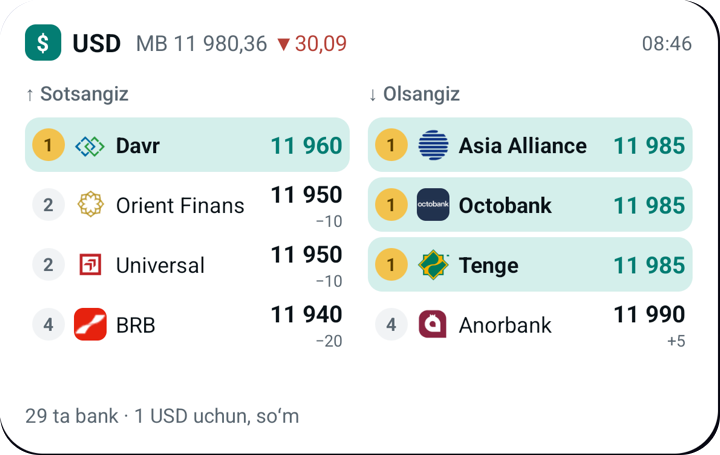 $ USD MB 11 980,36 ▼30,09 08:46
↑ Sotsangiz
1 Davr 11 960
2 Orient Finans 11 950
−10
2 Universal 11 950
−10
4 BRB 11 940
−20
↓ Olsangiz
1 Asia Alliance 11 985
1 octobank Octobank 11 985
1 Tenge 11 985
4 Anorbank 11 990
+5
29 ta bank · 1 USD uchun, soʻm